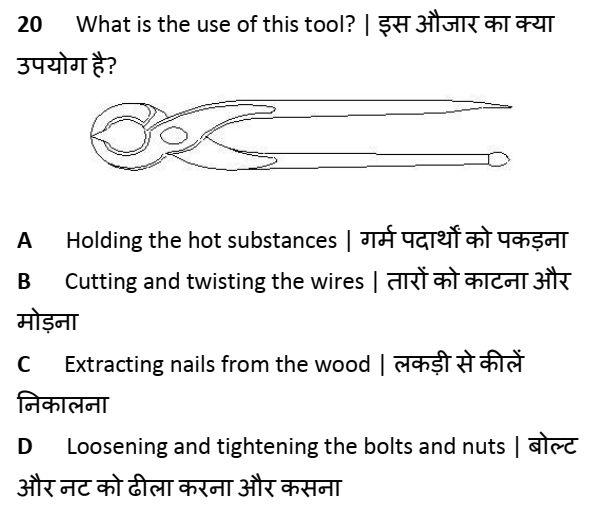 20 What is the use of this tool? | इस औजार का क्या
उपयोग है?
A Holding the hot substances | गर्म पदार्थों को पकड़ना
B Cutting and twisting the wires | तारों को काटना और
मोड़ना
C Extracting nails from the wood | लकड़ी से कीलें
निकालना
D Loosening and tightening the bolts and nuts | बोल्ट
और नट को ढीला करना और कसना